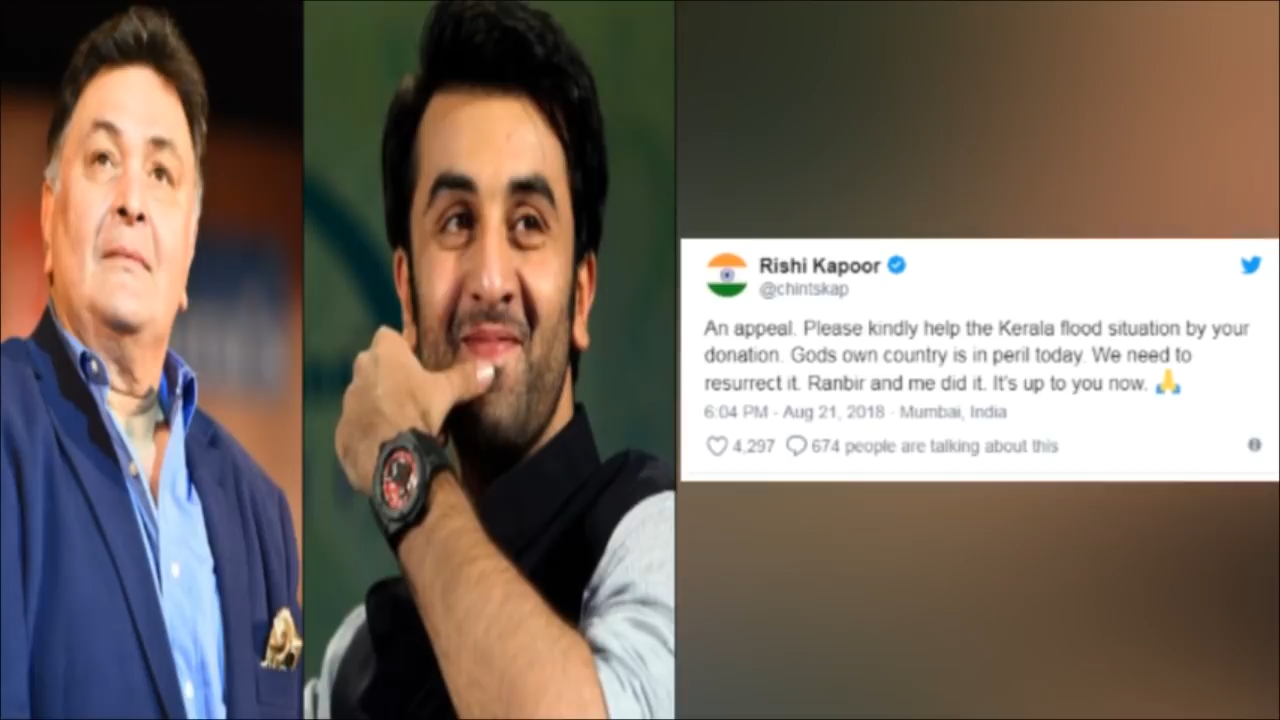 Rishi Kapoor
@chintskap
An appeal. Please kindly help the Kerala flood situation by your
donation. Gods own country is in peril today. We need to
resurrect it. Ranbir and me did it. It's up to you now. 🙏
6:04 PM - Aug 21, 2018 · Mumbai, India
4,297 674 people are talking about this